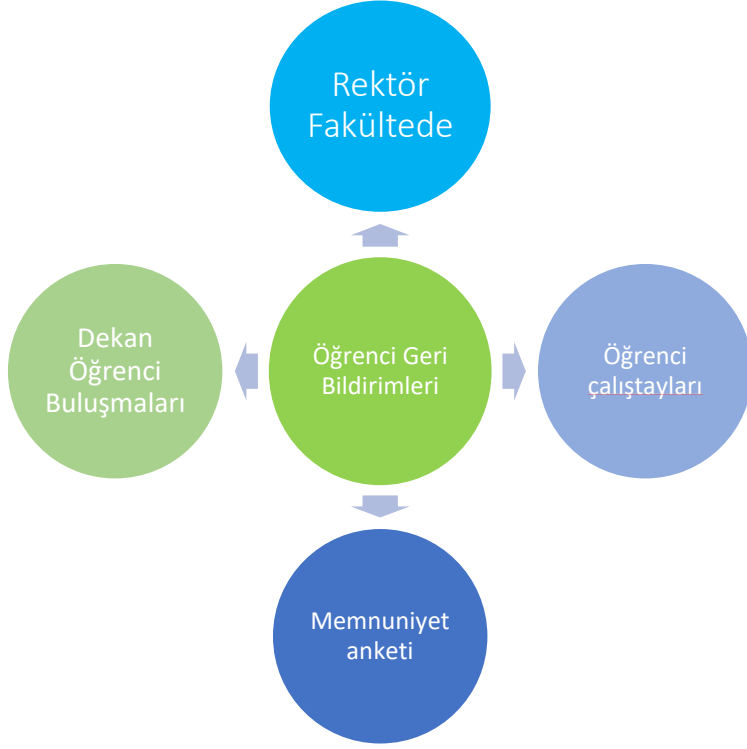 Rektör
Fakültede
Dekan
Öğrenci
Buluşmaları
Öğrenci Geri
Bildirimleri
Öğrenci
çalıştayları
Memnuniyet
anketi